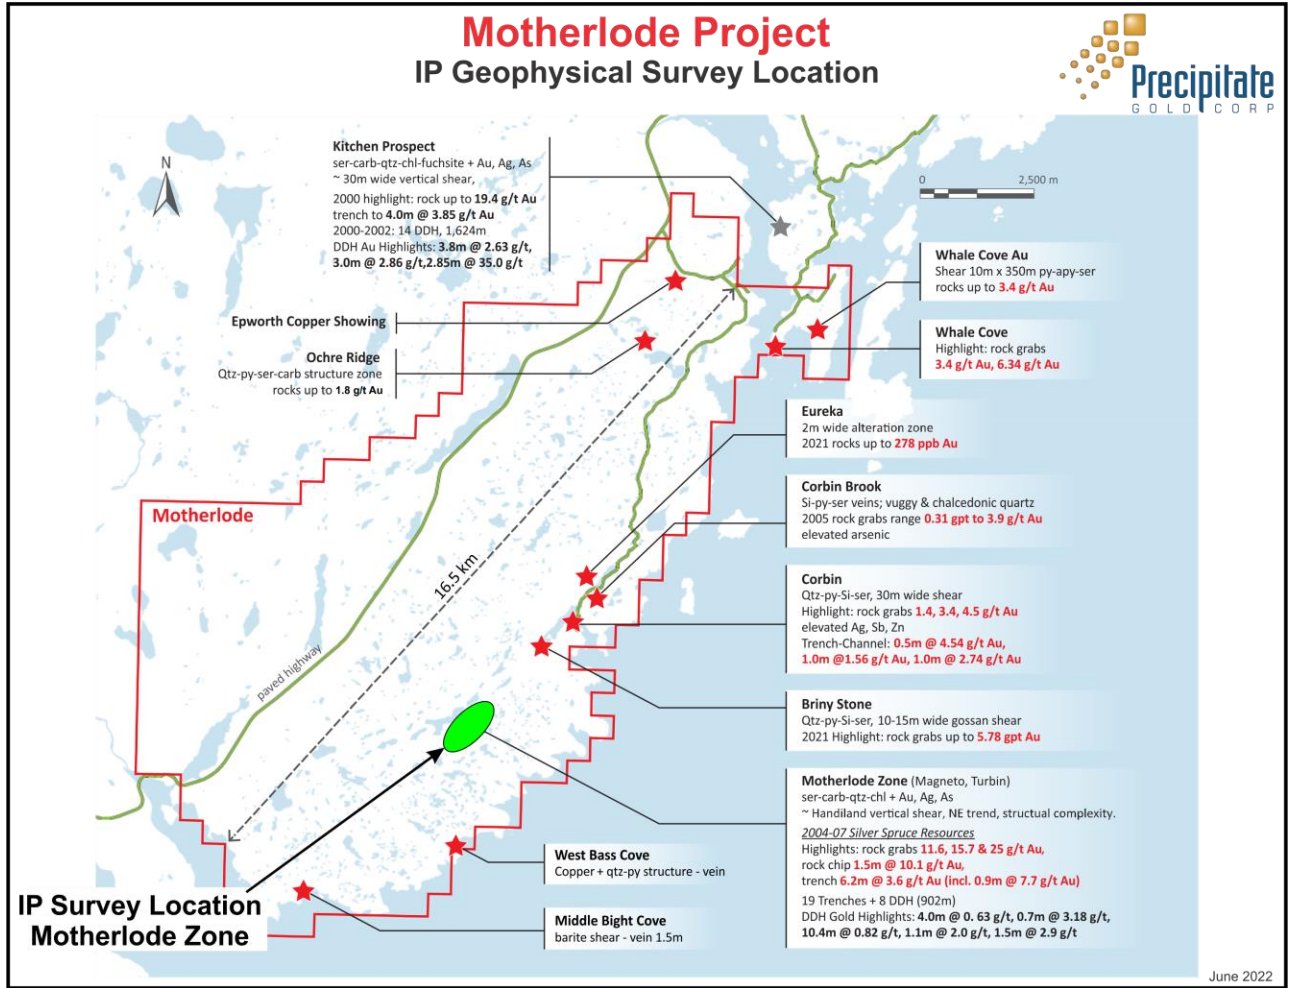 Motherlode Project
IP Geophysical Survey Location
Precipitate
GOLD CORP
N
0 2,500 m
Kitchen Prospect
ser-carb-qtz-chl-fuchsite + Au, Ag, As
~ 30m wide vertical shear,
2000 highlight: rock up to 19.4 g/t Au
trench to 4.0m @ 3.85 g/t Au
2000-2002: 14 DDH, 1,624m
DDH Au Highlights: 3.8m @ 2.63 g/t,
3.0m @ 2.86 g/t,2.85m @ 35.0 g/t
Whale Cove Au
Shear 10m x 350m py-apy-ser
rocks up to 3.4 g/t Au
Epworth Copper Showing
Whale Cove
Highlight: rock grabs
3.4 g/t Au, 6.34 g/t Au
Ochre Ridge
Qtz-py-ser-carb structure zone
rocks up to 1.8 g/t Au
Eureka
2m wide alteration zone
2021 rocks up to 278 ppb Au
Corbin Brook
Si-py-ser veins; vuggy & chalcedonic quartz
2005 rock grabs range 0.31 gpt to 3.9 g/t Au
elevated arsenic
Motherlode
16.5 km
paved highway
Corbin
Qtz-py-Si-ser, 30m wide shear
Highlight: rock grabs 1.4, 3.4, 4.5 g/t Au
elevated Ag, Sb, Zn
Trench-Channel: 0.5m @ 4.54 g/t Au,
1.0m @1.56 g/t Au, 1.0m @ 2.74 g/t Au
Briny Stone
Qtz-py-Si-ser, 10-15m wide gossan shear
2021 Highlight: rock grabs up to 5.78 gpt Au
Motherlode Zone (Magneto, Turbin)
ser-carb-qtz-chl + Au, Ag, As
~ Handiland vertical shear, NE trend, structual complexity.
2004-07 Silver Spruce Resources
Highlights: rock grabs 11.6, 15.7 & 25 g/t Au,
rock chip 1.5m @ 10.1 g/t Au,
trench 6.2m @ 3.6 g/t Au (incl. 0.9m @ 7.7 g/t Au)
19 Trenches + 8 DDH (902m)
DDH Gold Highlights: 4.0m @ 0. 63 g/t, 0.7m @ 3.18 g/t,
10.4m @ 0.82 g/t, 1.1m @ 2.0 g/t, 1.5m @ 2.9 g/t
West Bass Cove
Copper + qtz-py structure - vein
Middle Bight Cove
barite shear - vein 1.5m
IP Survey Location
Motherlode Zone
June 2022